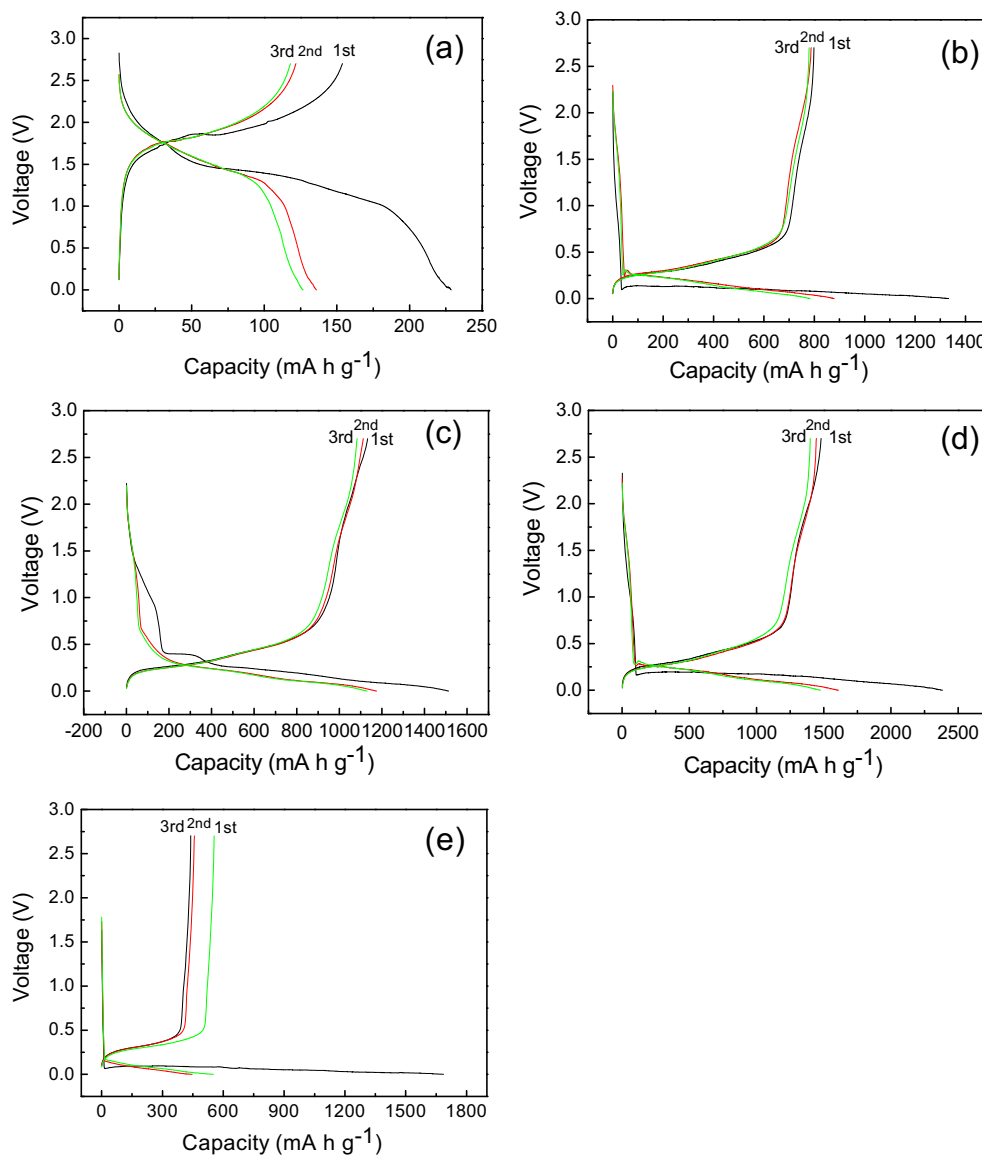 (a)
3rd 2nd 1st
3.0
2.5
2.0
1.5
1.0
0.5
0.0
Voltage (V)
0 50 100 150 200 250
Capacity (mA h g-1)
(b)
3rd 2nd 1st
3.0
2.5
2.0
1.5
1.0
0.5
0.0
Voltage (V)
0 200 400 600 800 1000 1200 1400
Capacity (mA h g-1)
(c)
3rd 2nd 1st
3.0
2.5
2.0
1.5
1.0
0.5
0.0
Voltage (V)
-200 0 200 400 600 800 1000 1200 1400 1600
Capacity (mA h g-1)
(d)
3rd 2nd 1st
3.0
2.5
2.0
1.5
1.0
0.5
0.0
Voltage (V)
0 500 1000 1500 2000 2500
Capacity (mA h g-1)
(e)
3rd 2nd 1st
3.0
2.5
2.0
1.5
1.0
0.5
0.0
Voltage (V)
0 300 600 900 1200 1500 1800
Capacity (mA h g-1)